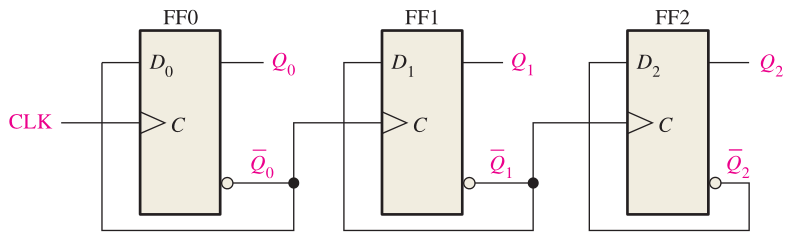 FF0 FF1 FF2
D₀ Q₀ D₁ Q₁ D₂ Q₂
CLK C C C
Q̅₀ Q̅₁ Q̅₂